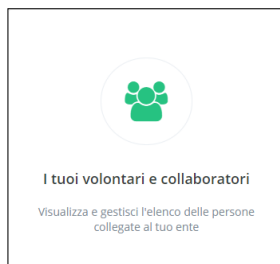 I tuoi volontari e collaboratori
Visualizza e gestisci l'elenco delle persone
collegate al tuo ente